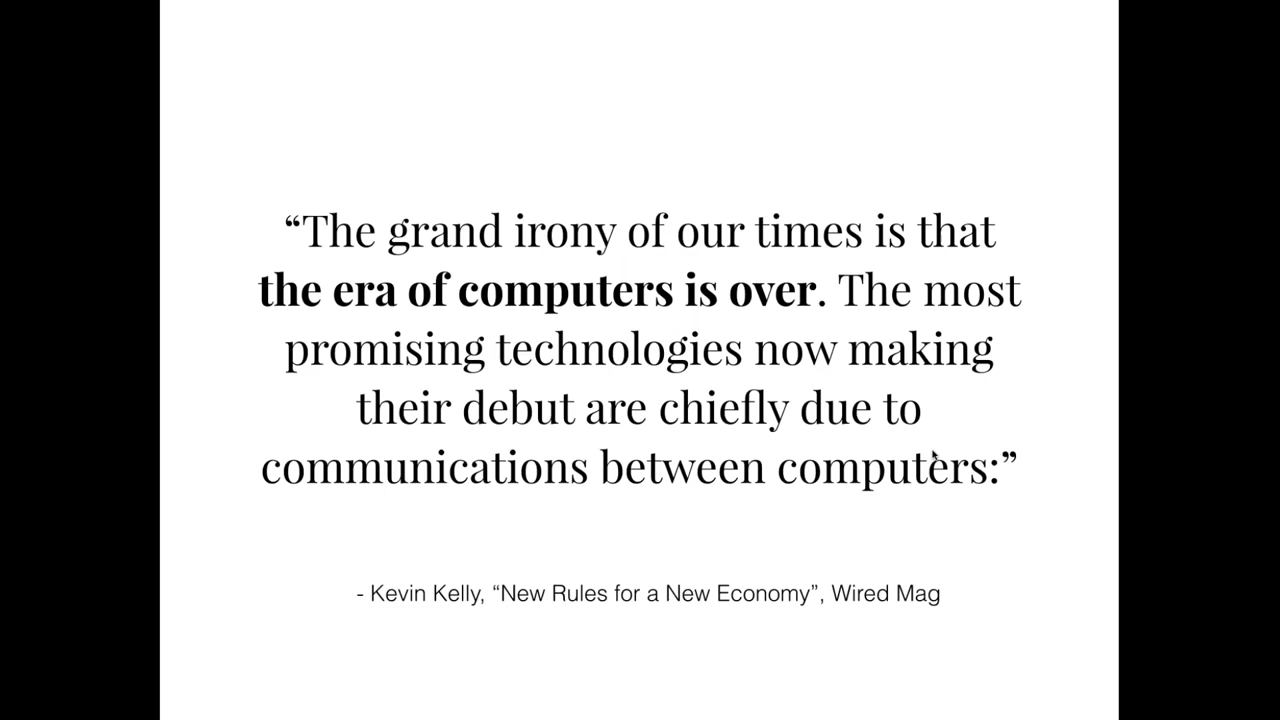 “The grand irony of our times is that
the era of computers is over. The most
promising technologies now making
their debut are chiefly due to
communications between computers:”
- Kevin Kelly, “New Rules for a New Economy”, Wired Mag